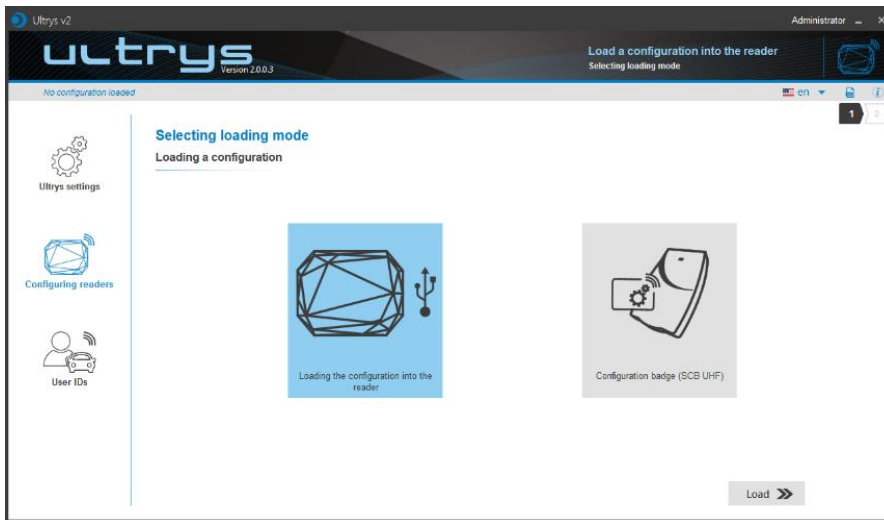 Ultrys v2
Administrator
ultrys
Version 2.0.0.3
Load a configuration into the reader
Selecting loading mode
No configuration loaded
en
1
2
Selecting loading mode
Loading a configuration
Ultrys settings
Configuring readers
User IDs
Loading the configuration into the
reader
Configuration badge (SCB UHF)
Load